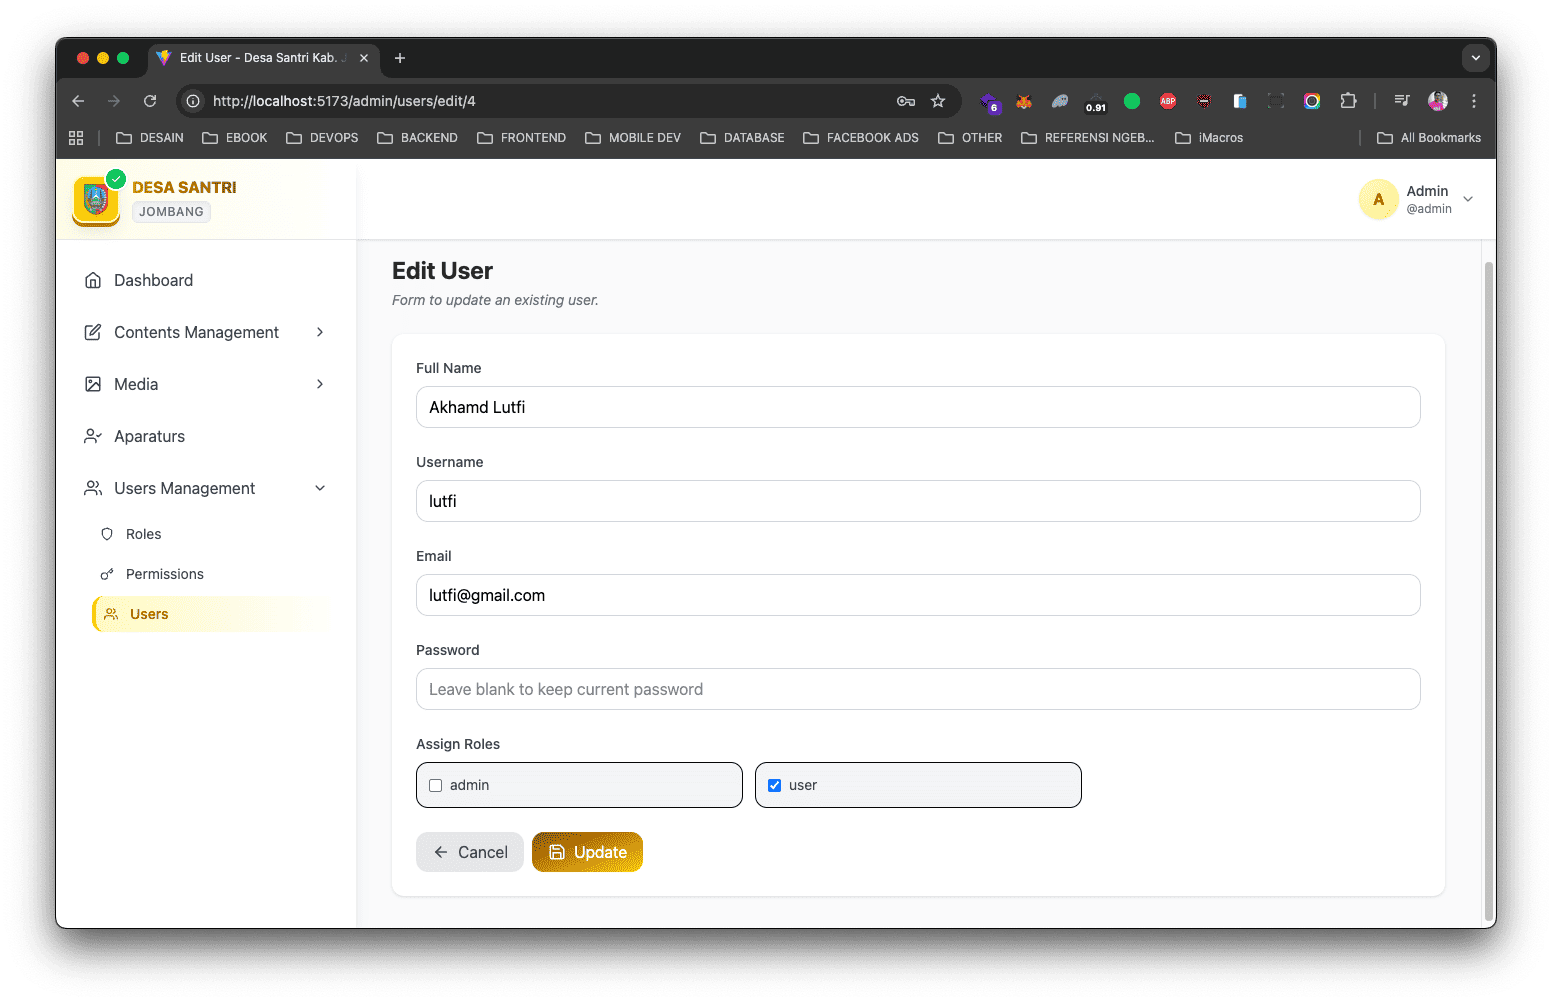 Edit User - Desa Santri Kab. J
http://localhost:5173/admin/users/edit/4
6
0.91
ABP
DESAIN
EBOOK
DEVOPS
BACKEND
FRONTEND
MOBILE DEV
DATABASE
FACEBOOK ADS
OTHER
REFERENSI NGEB...
iMacros
All Bookmarks
DESA SANTRI
JOMBANG
A
Admin
@admin
Dashboard
Contents Management
Media
Aparaturs
Users Management
Roles
Permissions
Users
Edit User
Form to update an existing user.
Full Name
Akhamd Lutfi
Username
lutfi
Email
lutfi@gmail.com
Password
Leave blank to keep current password
Assign Roles
admin
user
Cancel
Update